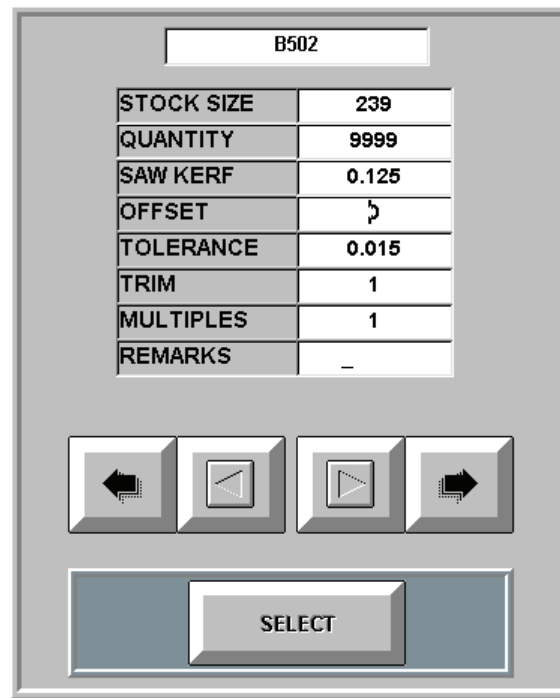 B502
STOCK SIZE 239
QUANTITY 9999
SAW KERF 0.125
OFFSET
TOLERANCE 0.015
TRIM 1
MULTIPLES 1
REMARKS _
SELECT